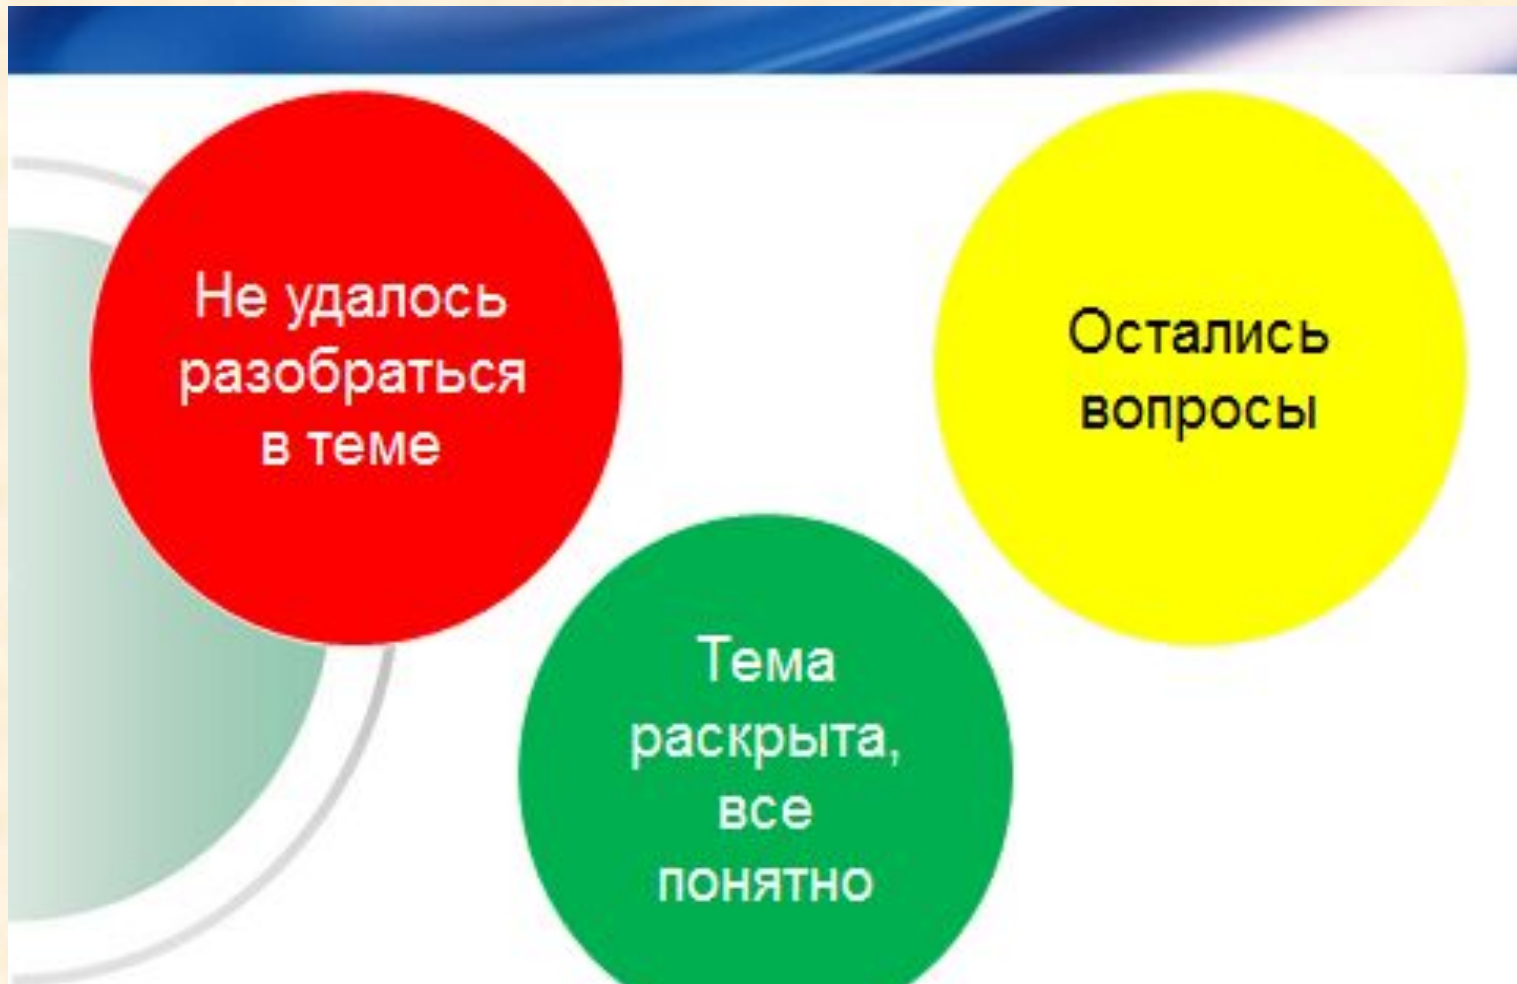 Не удалось
разобраться
в теме
Остались
вопросы
Тема
раскрыта,
все
понятно